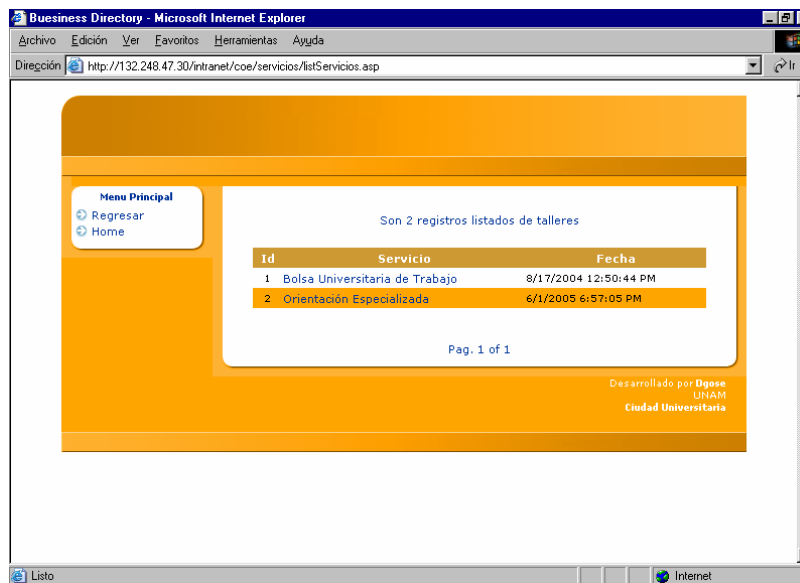 Buesiness Directory - Microsoft Internet Explorer
Archivo Edición Ver Favoritos Herramientas Ayuda
Dirección http://132.248.47.30/intranet/coe/servicios/listServicios.asp Ir
Menu Principal
Regresar
Home
Son 2 registros listados de talleres
Id Servicio Fecha
1 Bolsa Universitaria de Trabajo 8/17/2004 12:50:44 PM
2 Orientación Especializada 6/1/2005 6:57:05 PM
Pag. 1 of 1
Desarrollado por Dgose
UNAM
Ciudad Universitaria
Listo Internet